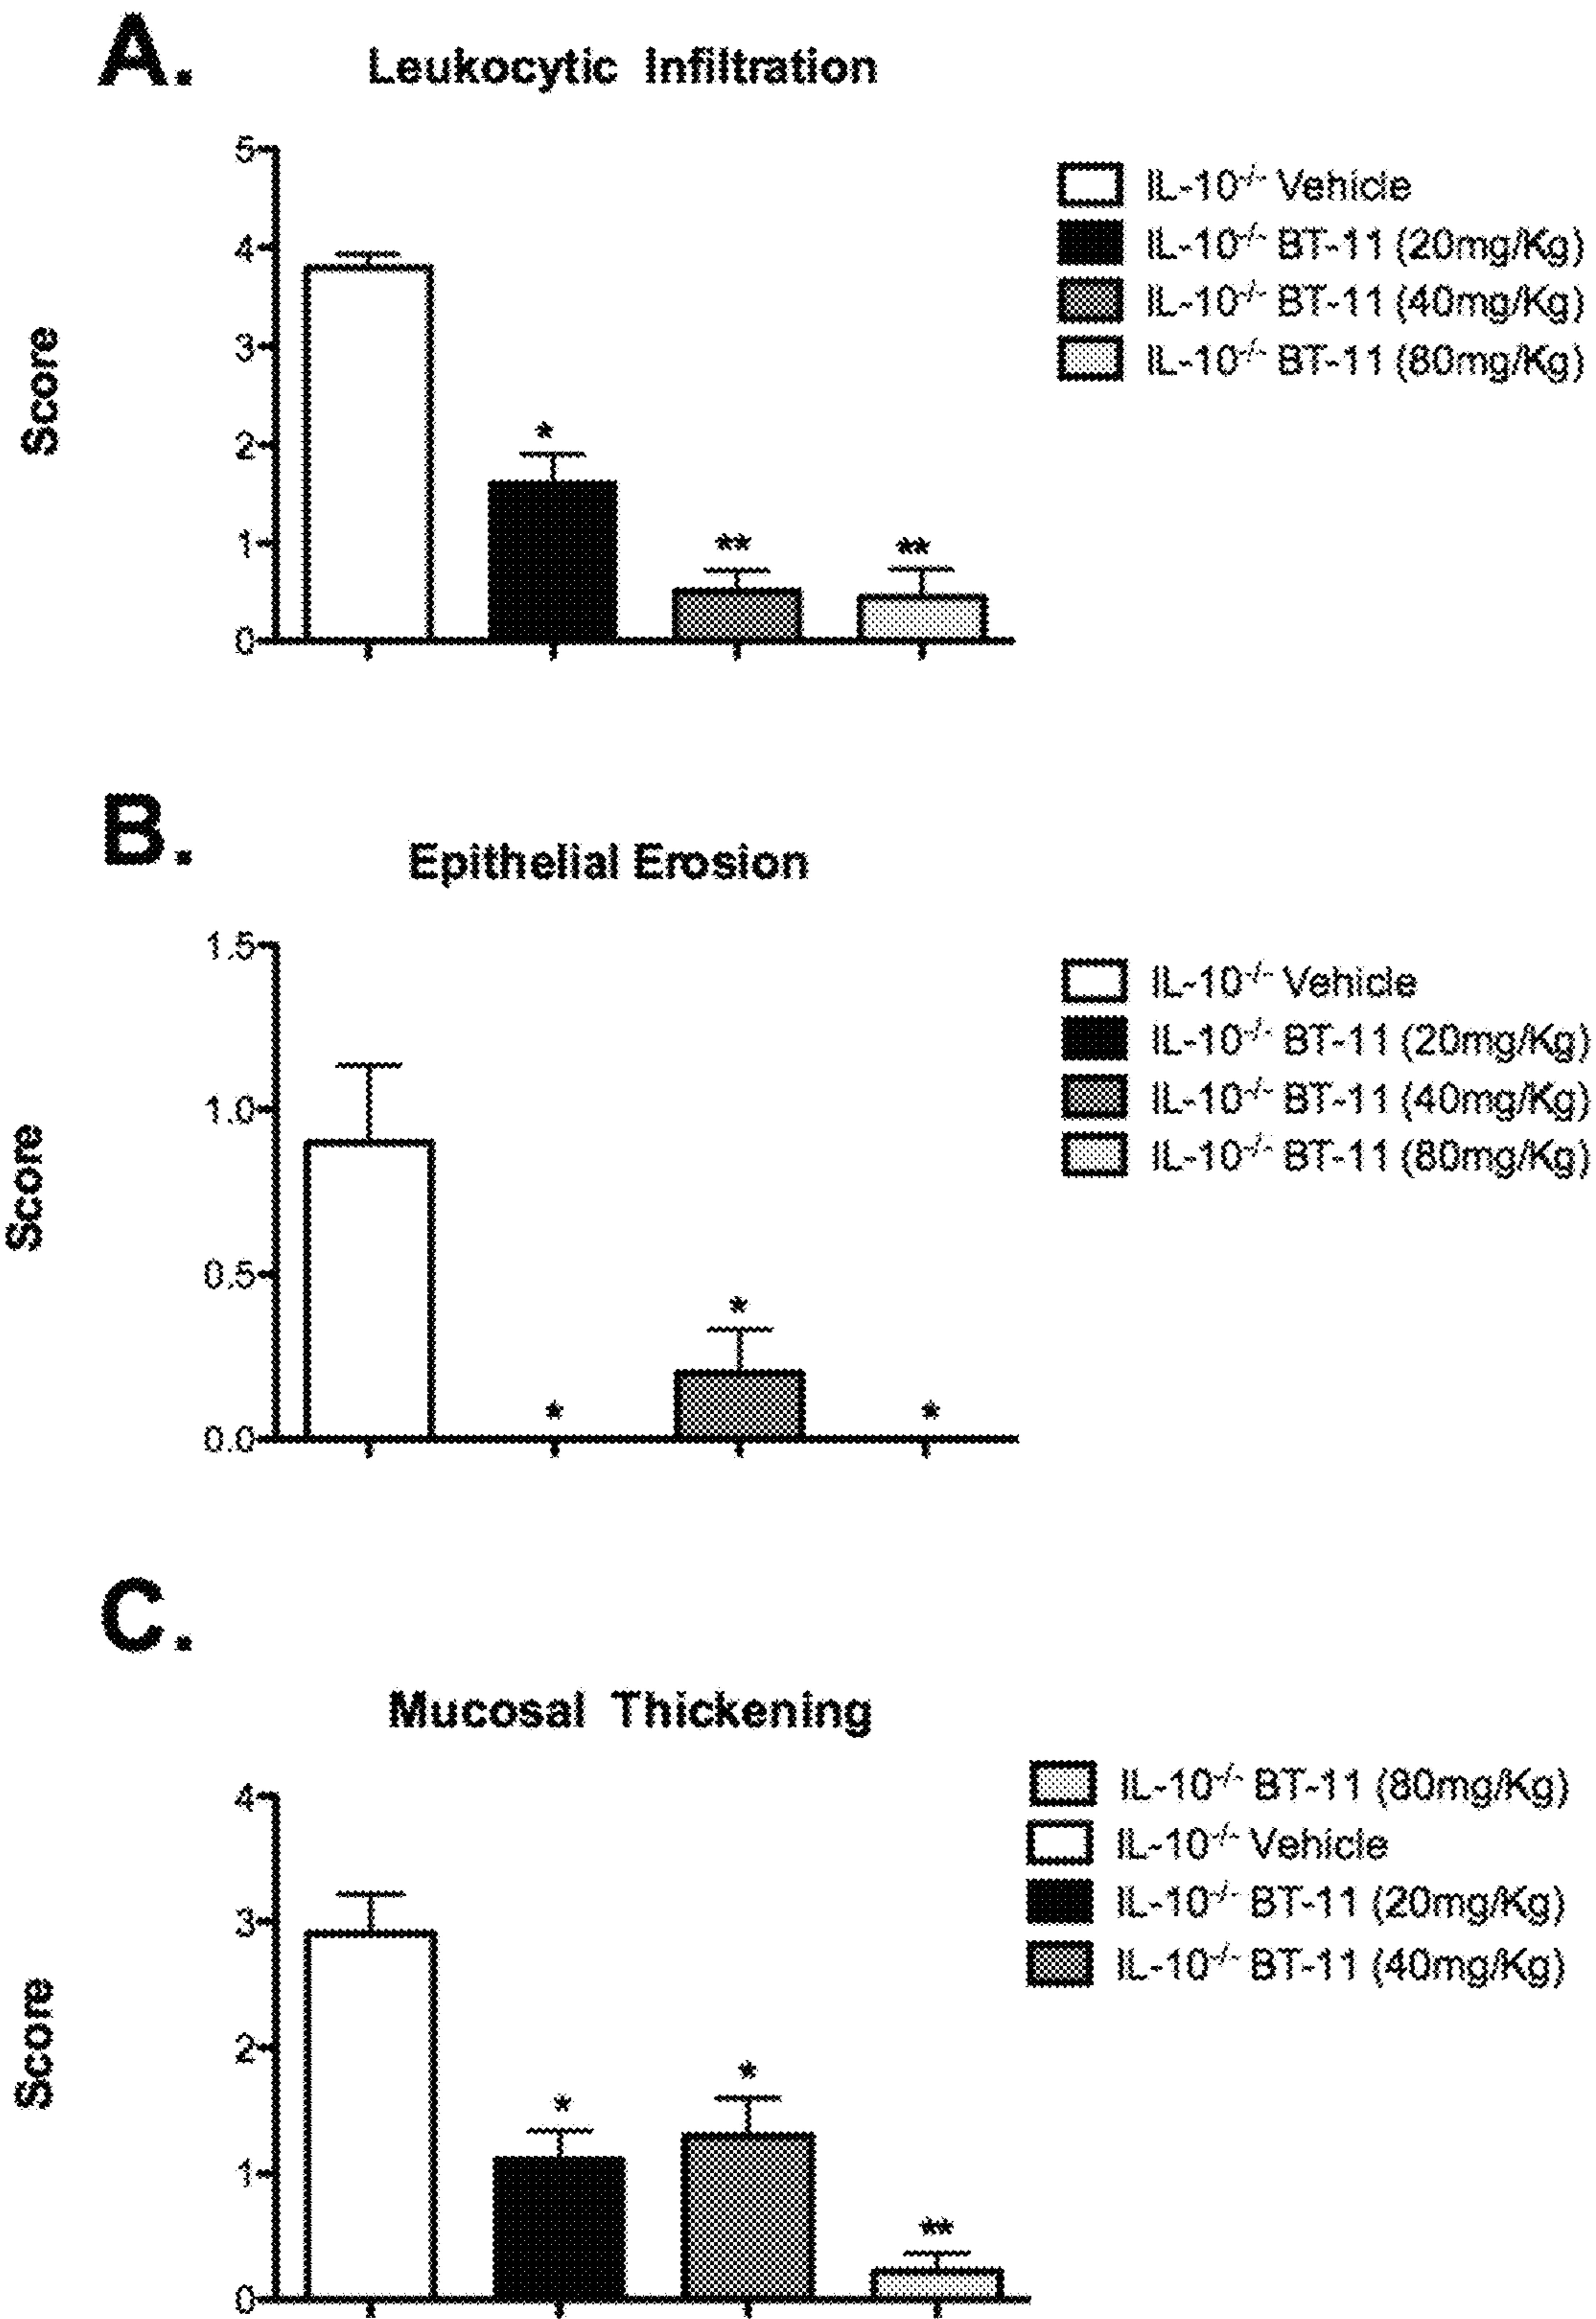 A.
Leukocytic Infiltration
Score
5
4
3
2
1
0
*
**
**
IL-10-/- Vehicle
IL-10-/- BT-11 (20mg/Kg)
IL-10-/- BT-11 (40mg/Kg)
IL-10-/- BT-11 (80mg/Kg)
B.
Epithelial Erosion
Score
1.5
1.0
0.5
0.0
*
*
*
IL-10-/- Vehicle
IL-10-/- BT-11 (20mg/Kg)
IL-10-/- BT-11 (40mg/Kg)
IL-10-/- BT-11 (80mg/Kg)
C.
Mucosal Thickening
Score
4
3
2
1
0
*
*
**
IL-10-/- BT-11 (80mg/Kg)
IL-10-/- Vehicle
IL-10-/- BT-11 (20mg/Kg)
IL-10-/- BT-11 (40mg/Kg)